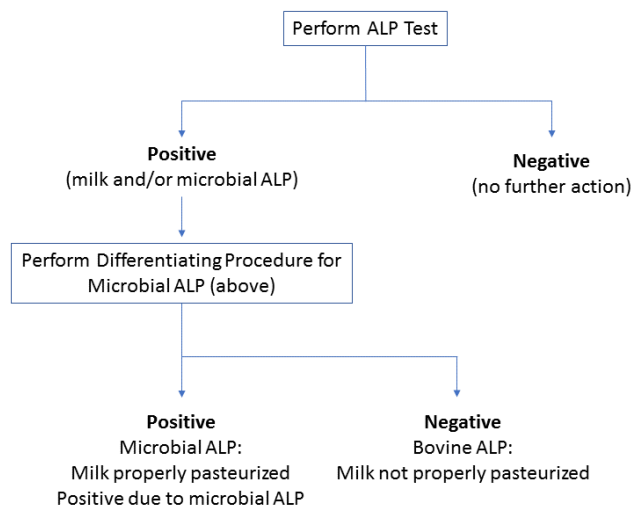 Perform ALP Test
Positive
(milk and/or microbial ALP)
Negative
(no further action)
Perform Differentiating Procedure for
Microbial ALP (above)
Positive
Microbial ALP:
Milk properly pasteurized
Positive due to microbial ALP
Negative
Bovine ALP:
Milk not properly pasteurized